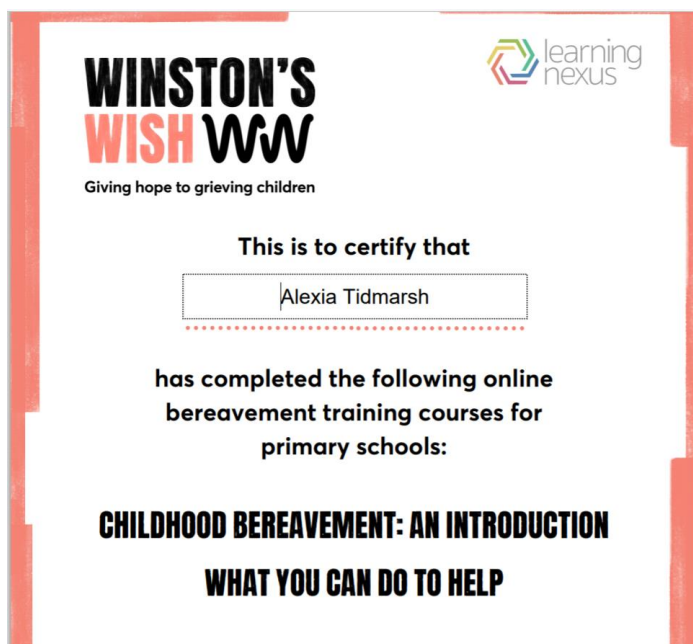 WINSTON'S
WISH WW
Giving hope to grieving children
learning
nexus
This is to certify that
Alexia Tidmarsh
has completed the following online
bereavement training courses for
primary schools:
CHILDHOOD BEREAVEMENT: AN INTRODUCTION
WHAT YOU CAN DO TO HELP